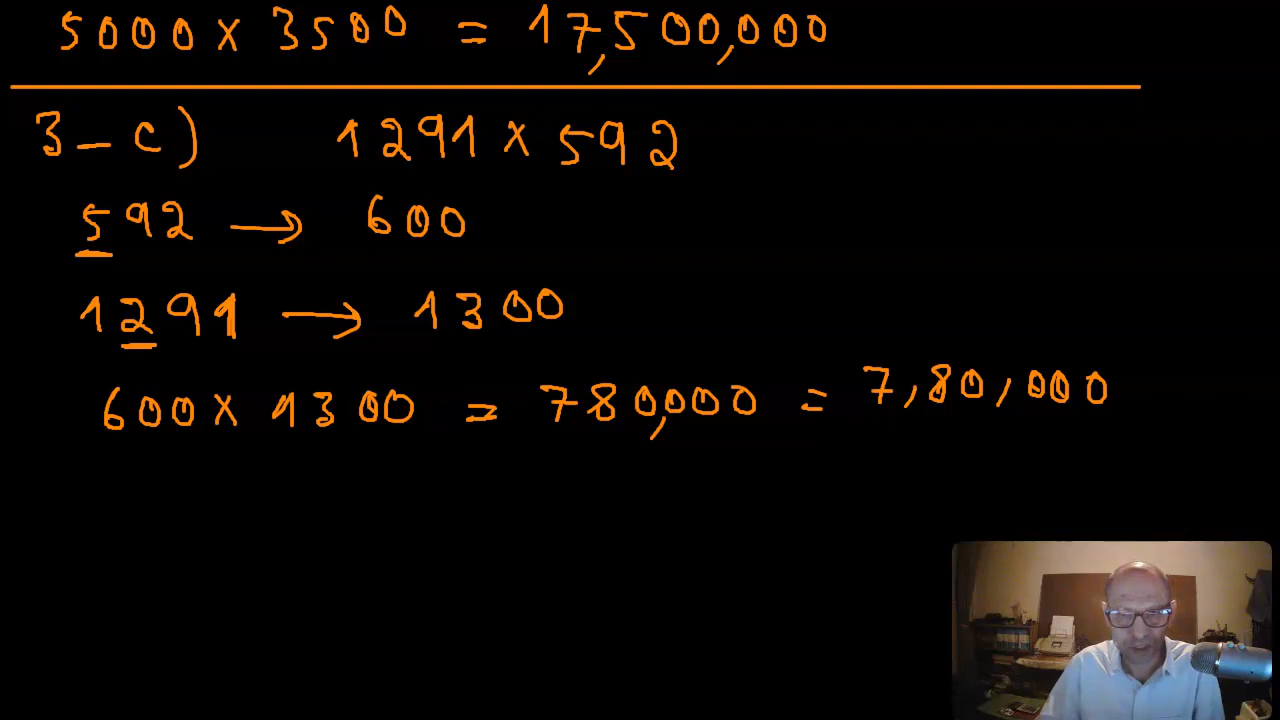 5000 × 3500 = 17,500,000
3-c) 1291 × 592
592 → 600
1291 → 1300
600 × 1300 = 780,000 = 7,80,000